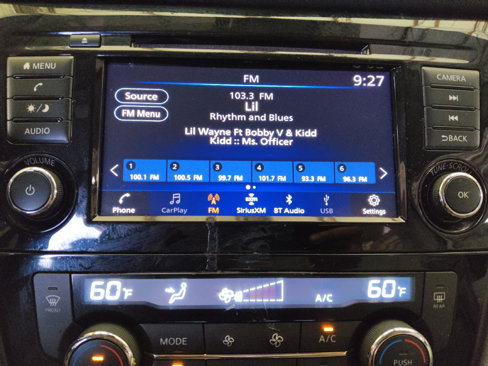 MENU
AUDIO
VOLUME
FM
9:27
Source
FM Menu
103.3 FM
Lil
Rhythm and Blues
Lil Wayne Ft Bobby V & Kidd
Kidd :: Ms. Officer
1 2 3 4 5 6
100.1 FM 100.5 FM 99.7 FM 101.7 FM 93.3 FM 96.3 FM
Phone CarPlay FM SiriusXM BT Audio USB Settings
CAMERA
BACK
TUNE·SCROLL
OK
60°F
A/C
60°F
FRONT
REAR
MODE
A/C
PUSH